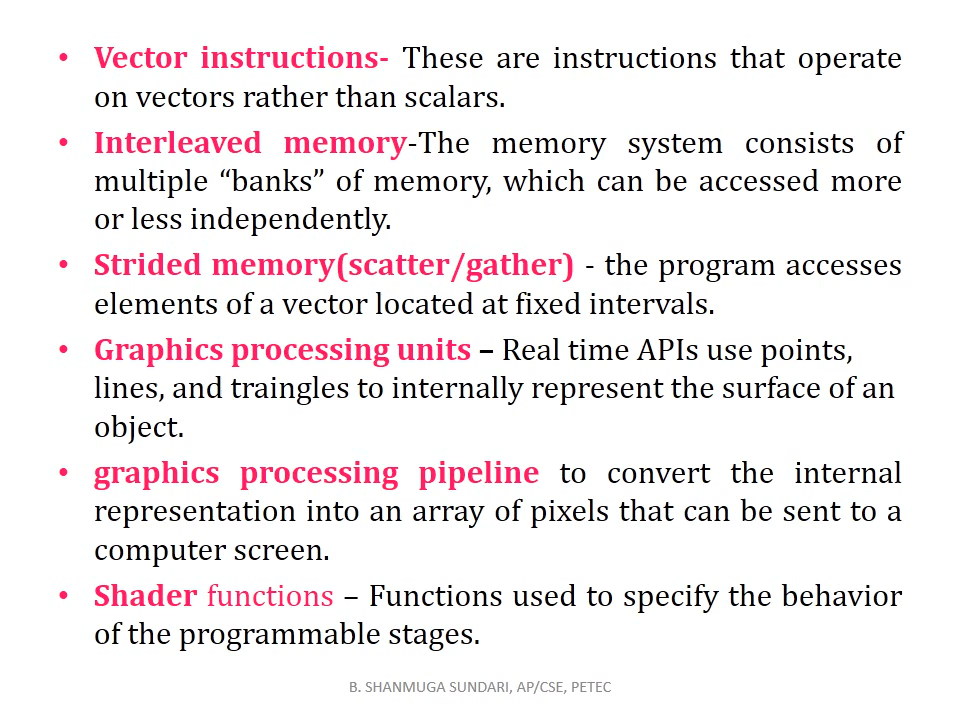 • Vector instructions- These are instructions that operate
on vectors rather than scalars.
• Interleaved memory-The memory system consists of
multiple “banks” of memory, which can be accessed more
or less independently.
• Strided memory(scatter/gather) - the program accesses
elements of a vector located at fixed intervals.
• Graphics processing units – Real time APIs use points,
lines, and traingles to internally represent the surface of an
object.
• graphics processing pipeline to convert the internal
representation into an array of pixels that can be sent to a
computer screen.
• Shader functions – Functions used to specify the behavior
of the programmable stages.
B. SHANMUGA SUNDARI, AP/CSE, PETEC